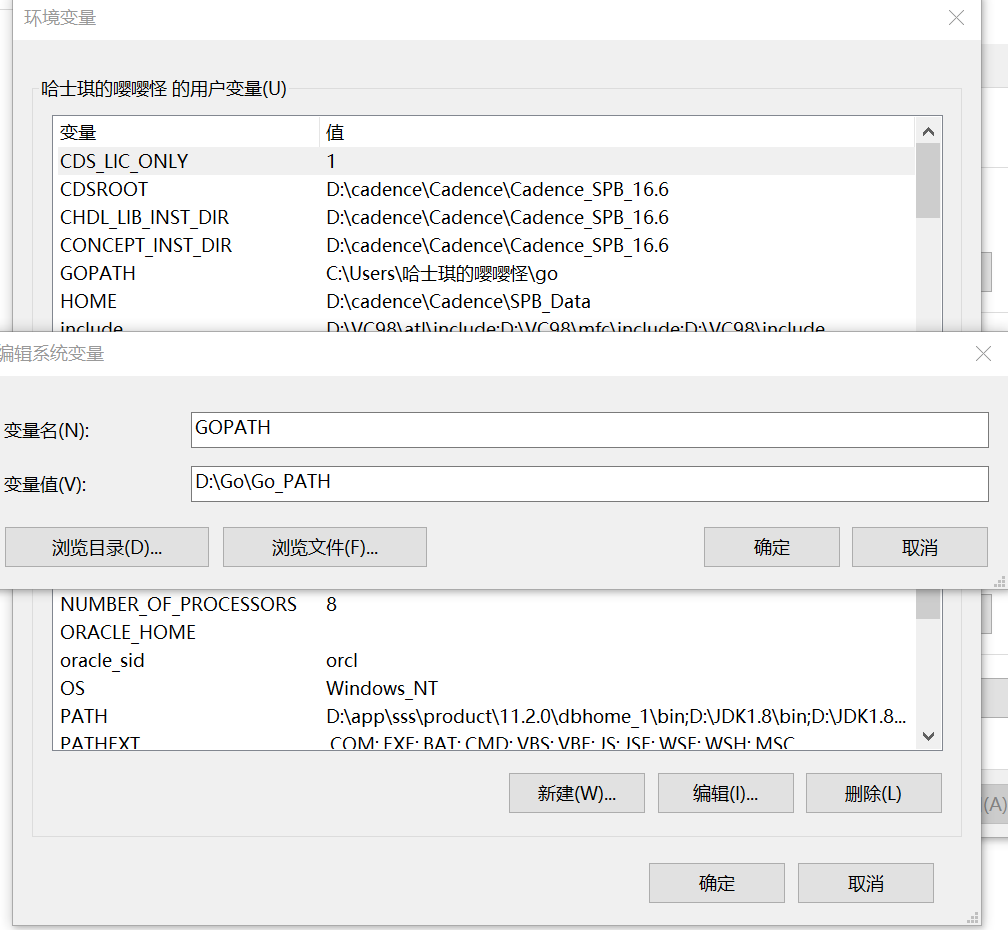 环境变量
哈士琪的嘤嘤怪 的用户变量(U)
变量 值
CDS_LIC_ONLY 1
CDSROOT D:\cadence\Cadence\Cadence_SPB_16.6
CHDL_LIB_INST_DIR D:\cadence\Cadence\Cadence_SPB_16.6
CONCEPT_INST_DIR D:\cadence\Cadence\Cadence_SPB_16.6
GOPATH C:\Users\哈士琪的嘤嘤怪\go
HOME D:\cadence\Cadence\SPB_Data
include D:\VC98\atl\include;D:\VC98\mfc\include;D:\VC98\include
编辑系统变量
变量名(N): GOPATH
变量值(V): D:\Go\Go_PATH
浏览目录(D)... 浏览文件(F)... 确定 取消
NUMBER_OF_PROCESSORS 8
ORACLE_HOME
oracle_sid orcl
OS Windows_NT
PATH D:\app\sss\product\11.2.0\dbhome_1\bin;D:\JDK1.8\bin;D:\JDK1.8...
PATHEXT .COM;.EXE;.BAT;.CMD;.VBS;.VBE;.JS;.JSE;.WSF;.WSH;.MSC
新建(W)... 编辑(I)... 删除(L)
(A)
确定 取消